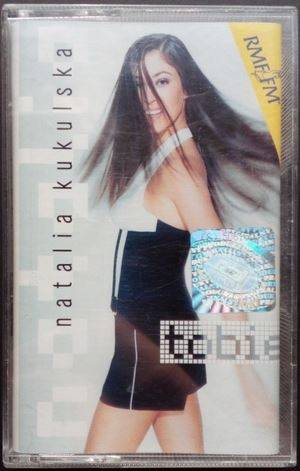 RMF FM
natalia kukulska
tobie